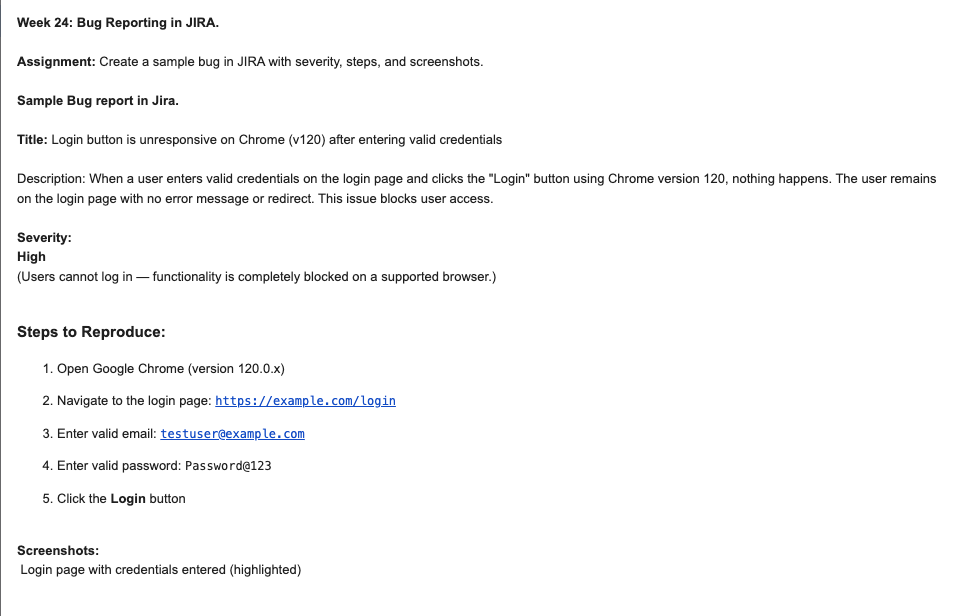 Week 24: Bug Reporting in JIRA.
Assignment: Create a sample bug in JIRA with severity, steps, and screenshots.
Sample Bug report in Jira.
Title: Login button is unresponsive on Chrome (v120) after entering valid credentials
Description: When a user enters valid credentials on the login page and clicks the "Login" button using Chrome version 120, nothing happens. The user remains
on the login page with no error message or redirect. This issue blocks user access.
Severity:
High
(Users cannot log in — functionality is completely blocked on a supported browser.)
Steps to Reproduce:
1. Open Google Chrome (version 120.0.x)
2. Navigate to the login page: https://example.com/login
3. Enter valid email: testuser@example.com
4. Enter valid password: Password@123
5. Click the Login button
Screenshots:
Login page with credentials entered (highlighted)